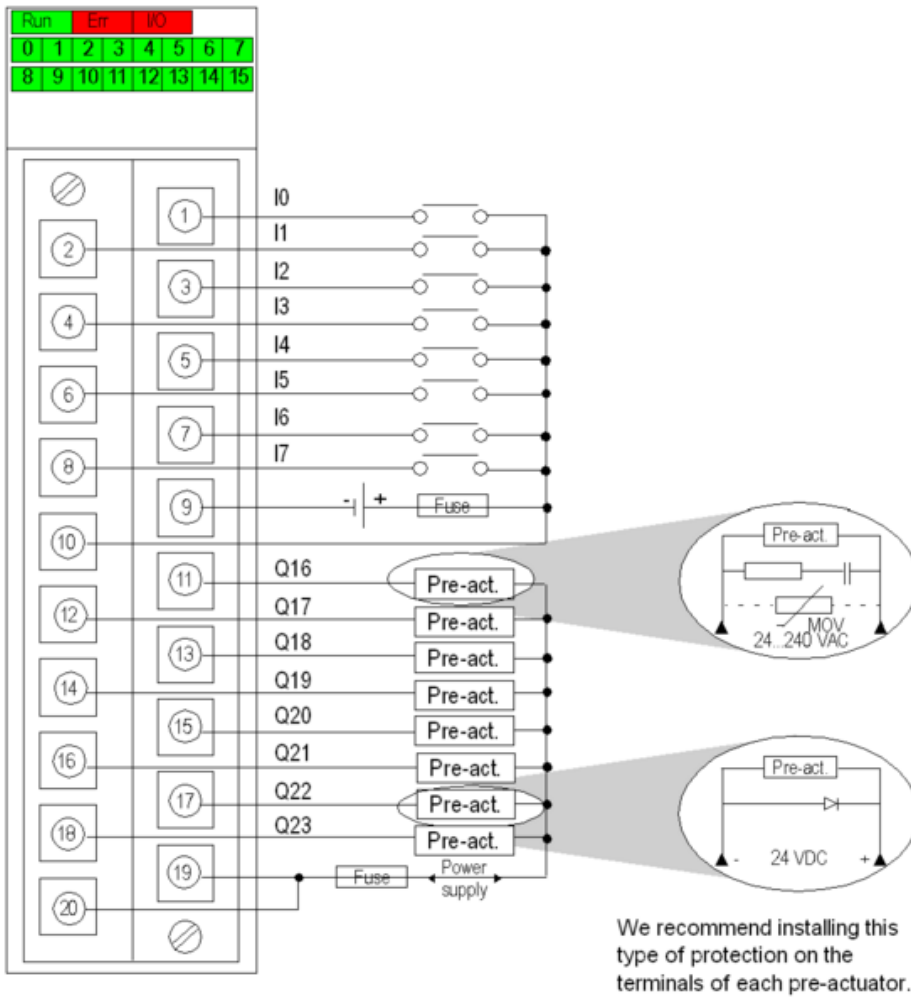 Run Err I/O
0 1 2 3 4 5 6 7
8 9 10 11 12 13 14 15
1 I0
2 I1
3 I2
4 I3
5 I4
6 I5
7 I6
8 I7
9 - + Fuse
10
11 Q16 Pre-act.
12 Q17 Pre-act.
13 Q18 Pre-act.
14 Q19 Pre-act.
15 Q20 Pre-act.
16 Q21 Pre-act.
17 Q22 Pre-act.
18 Q23 Pre-act.
19 Fuse Power
supply
20
Pre-act.
MOV
24...240 VAC
Pre-act.
- 24 VDC +
We recommend installing this
type of protection on the
terminals of each pre-actuator.